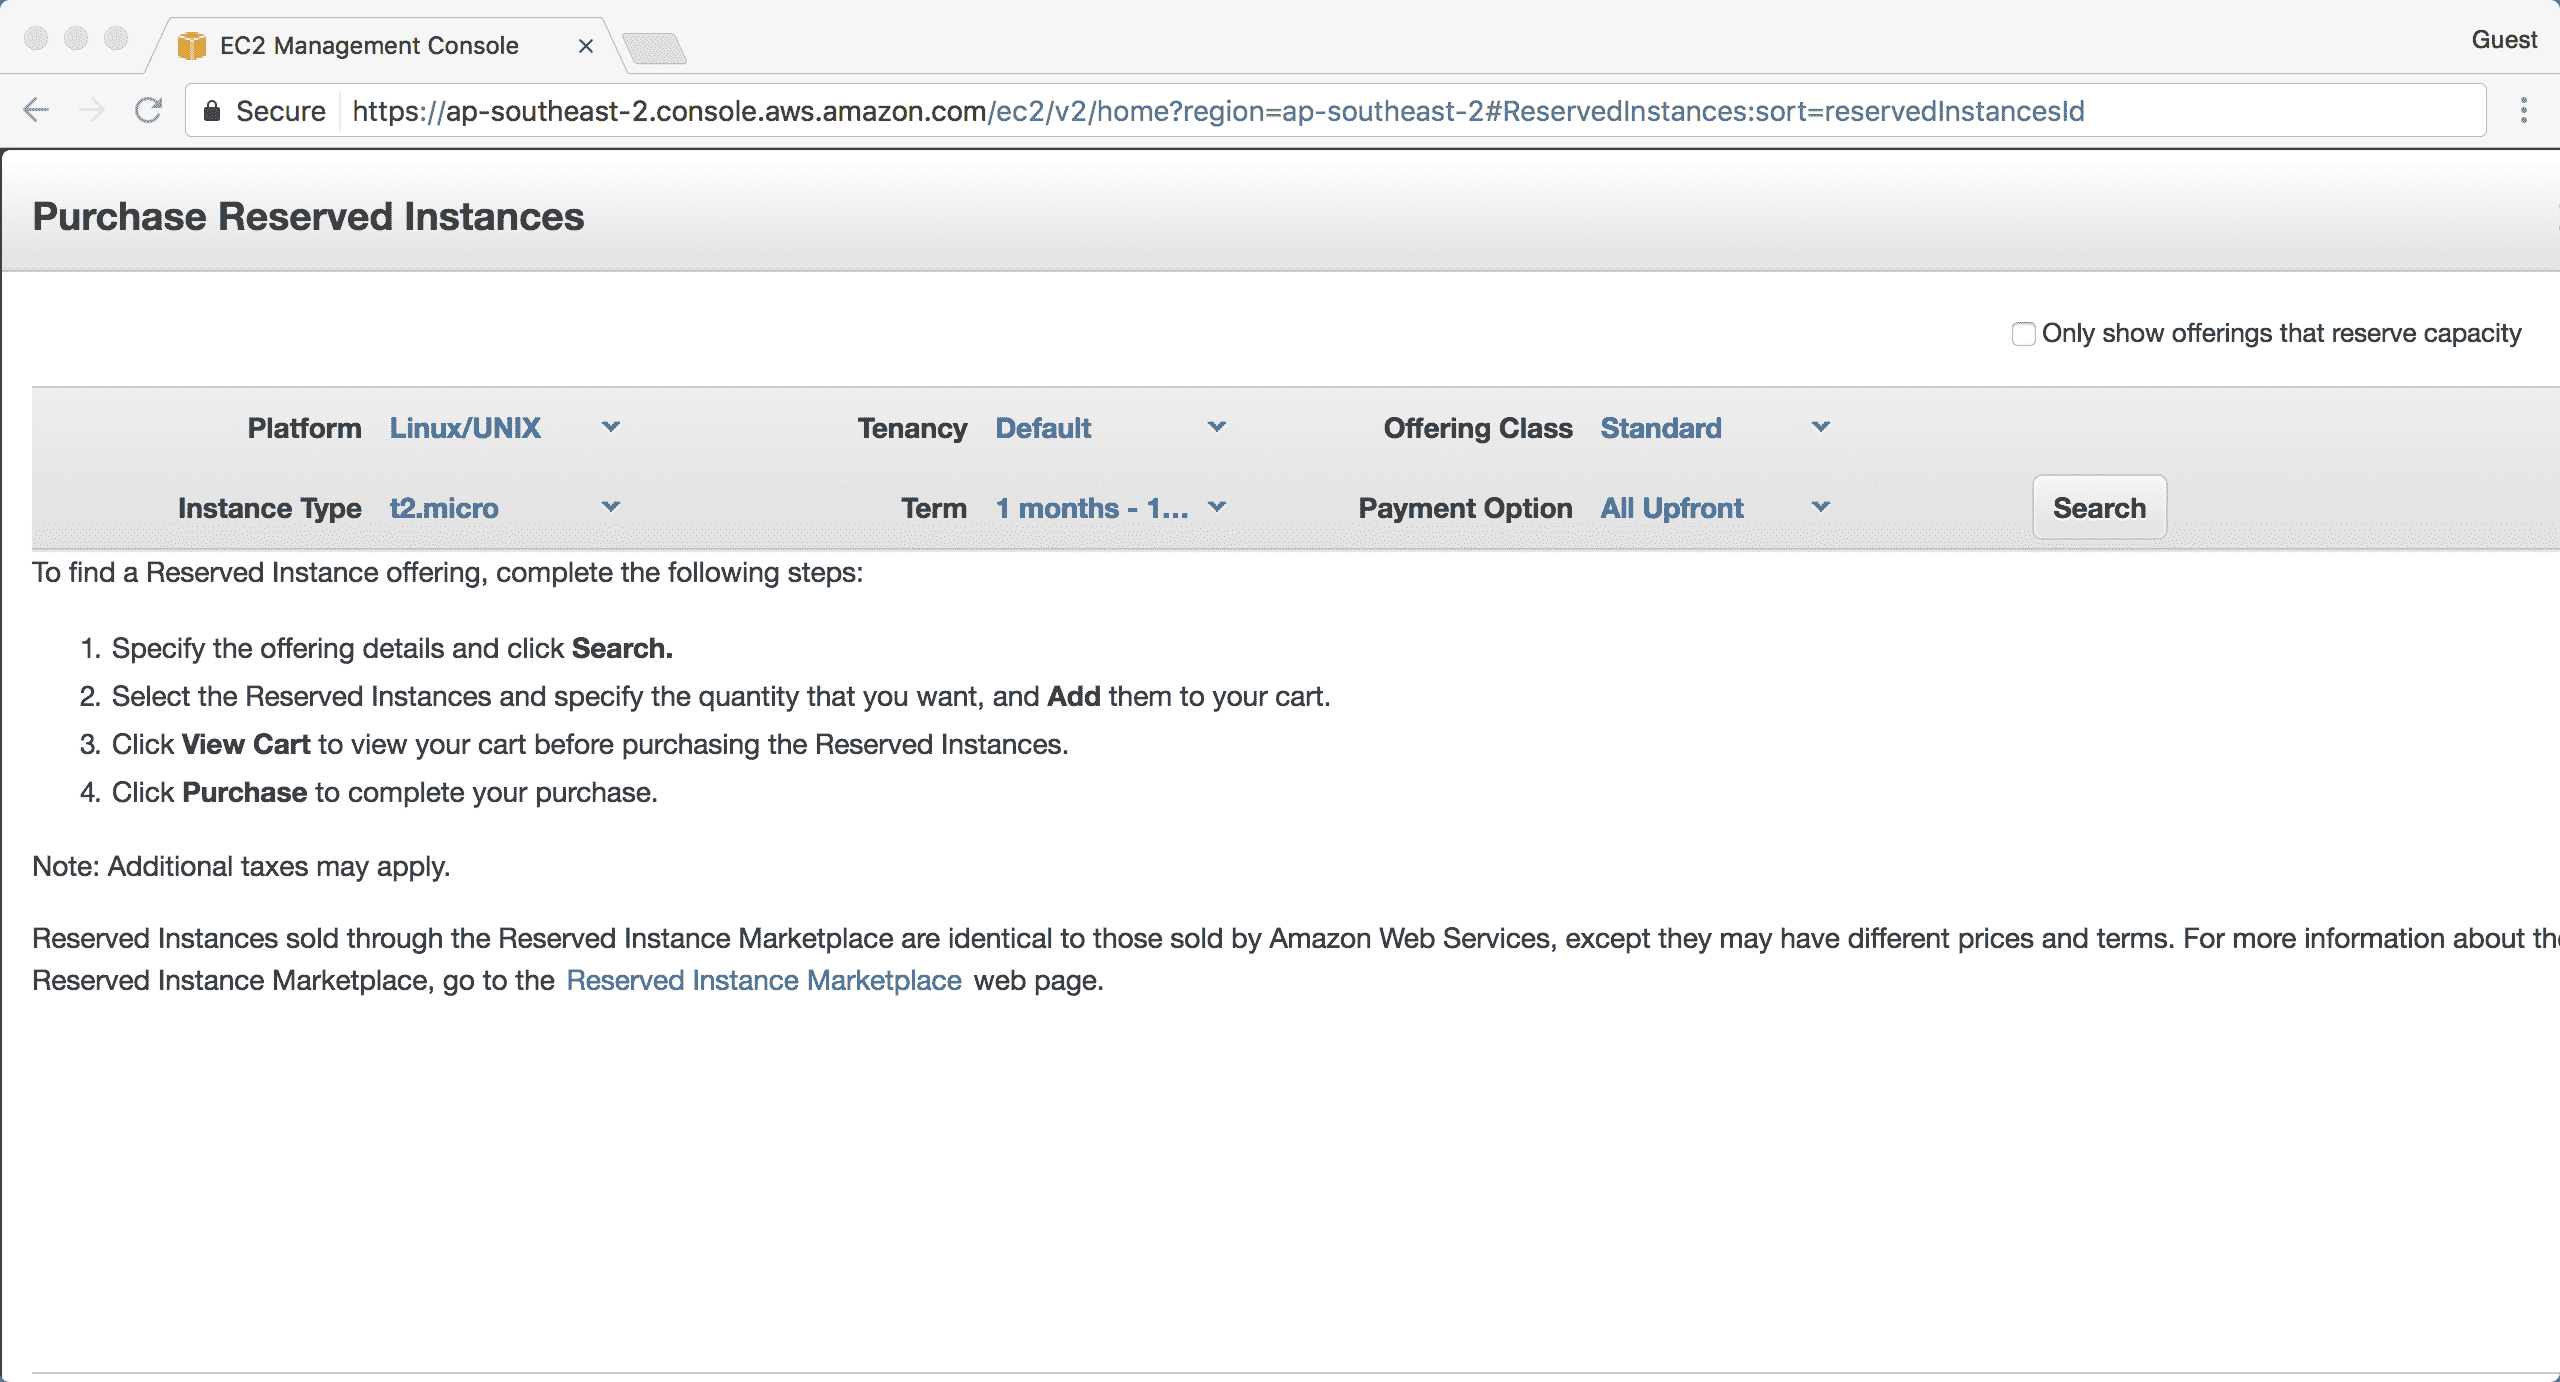 EC2 Management Console
Guest
Secure https://ap-southeast-2.console.aws.amazon.com/ec2/v2/home?region=ap-southeast-2#ReservedInstances:sort=reservedInstancesId
Purchase Reserved Instances
Only show offerings that reserve capacity
Platform Linux/UNIX Tenancy Default Offering Class Standard
Instance Type t2.micro Term 1 months - 1... Payment Option All Upfront Search
To find a Reserved Instance offering, complete the following steps:
1. Specify the offering details and click Search.
2. Select the Reserved Instances and specify the quantity that you want, and Add them to your cart.
3. Click View Cart to view your cart before purchasing the Reserved Instances.
4. Click Purchase to complete your purchase.
Note: Additional taxes may apply.
Reserved Instances sold through the Reserved Instance Marketplace are identical to those sold by Amazon Web Services, except they may have different prices and terms. For more information about the
Reserved Instance Marketplace, go to the Reserved Instance Marketplace web page.